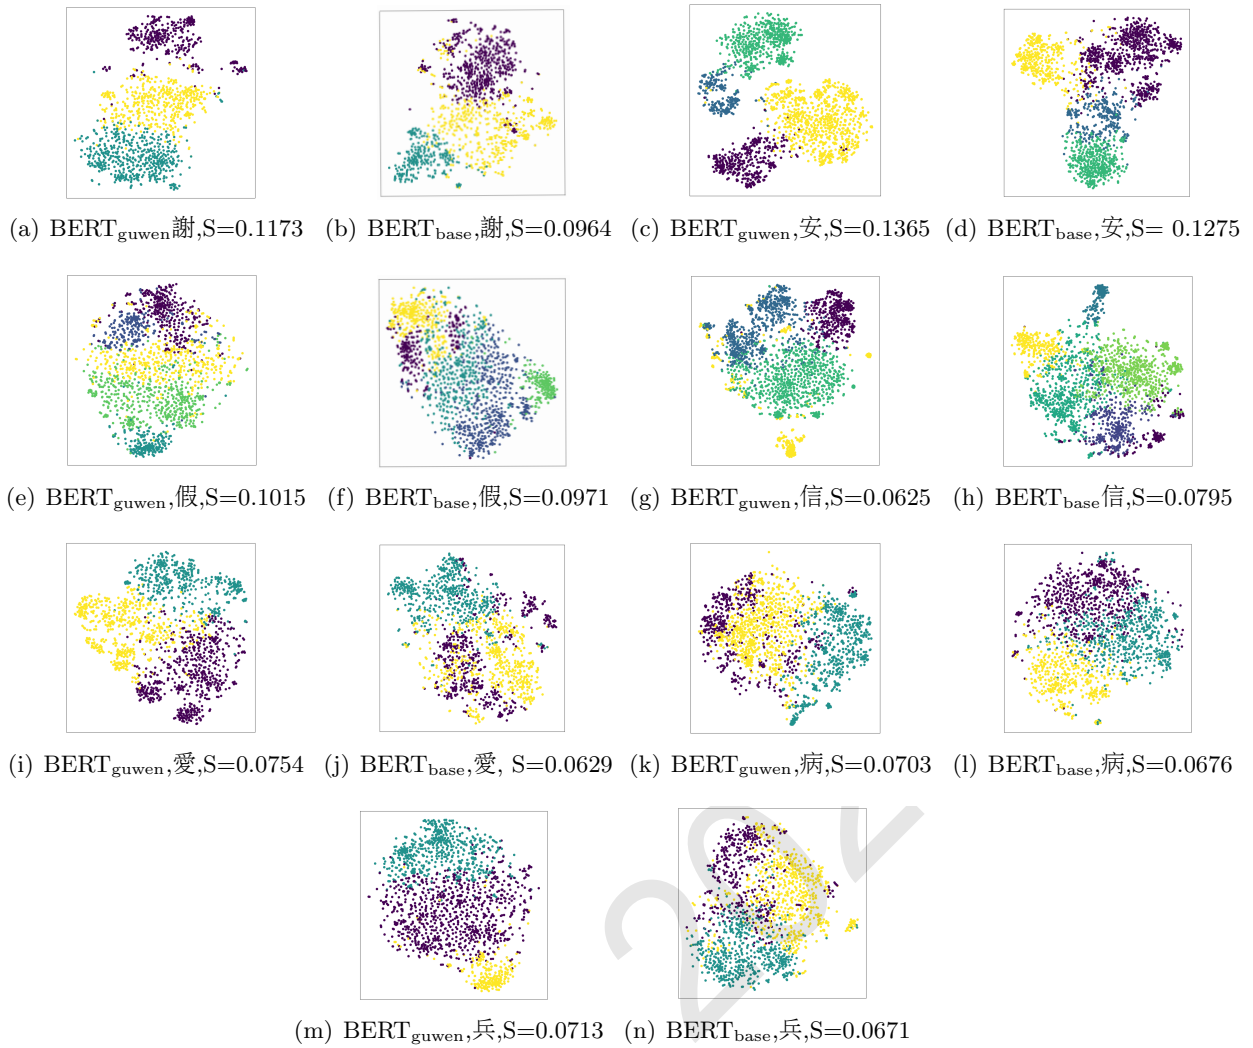 (a) BERTguwen謝,S=0.1173 (b) BERTbase,謝,S=0.0964 (c) BERTguwen,安,S=0.1365 (d) BERTbase,安,S= 0.1275
(e) BERTguwen,假,S=0.1015 (f) BERTbase,假,S=0.0971 (g) BERTguwen,信,S=0.0625 (h) BERTbase信,S=0.0795
(i) BERTguwen,愛,S=0.0754 (j) BERTbase,愛, S=0.0629 (k) BERTguwen,病,S=0.0703 (l) BERTbase,病,S=0.0676
(m) BERTguwen,兵,S=0.0713 (n) BERTbase,兵,S=0.0671